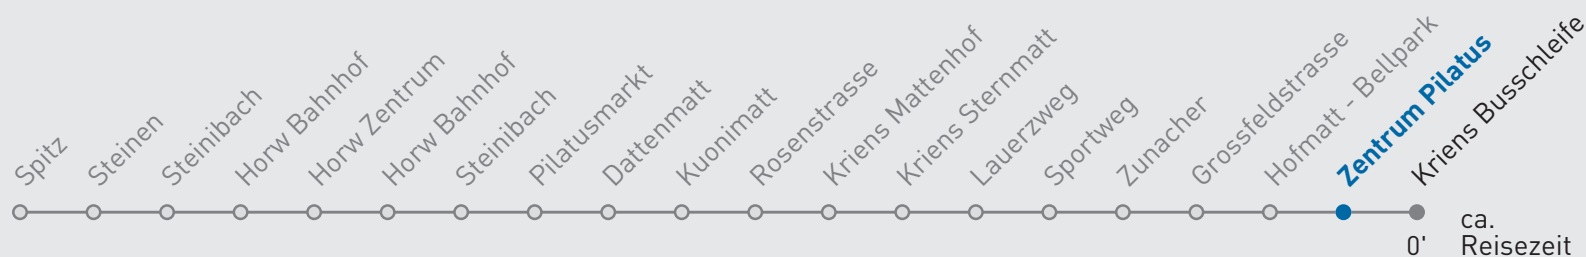 Spitz
Steinen
Steinibach
Horw Bahnhof
Horw Zentrum
Horw Bahnhof
Steinibach
Pilatusmarkt
Dattenmatt
Kuonimatt
Rosenstrasse
Kriens Mattenhof
Kriens Sternmatt
Lauerzweg
Sportweg
Zunacher
Grossfeldstrasse
Hofmatt - Bellpark
Zentrum Pilatus
Kriens Busschleife
ca.
0' Reisezeit